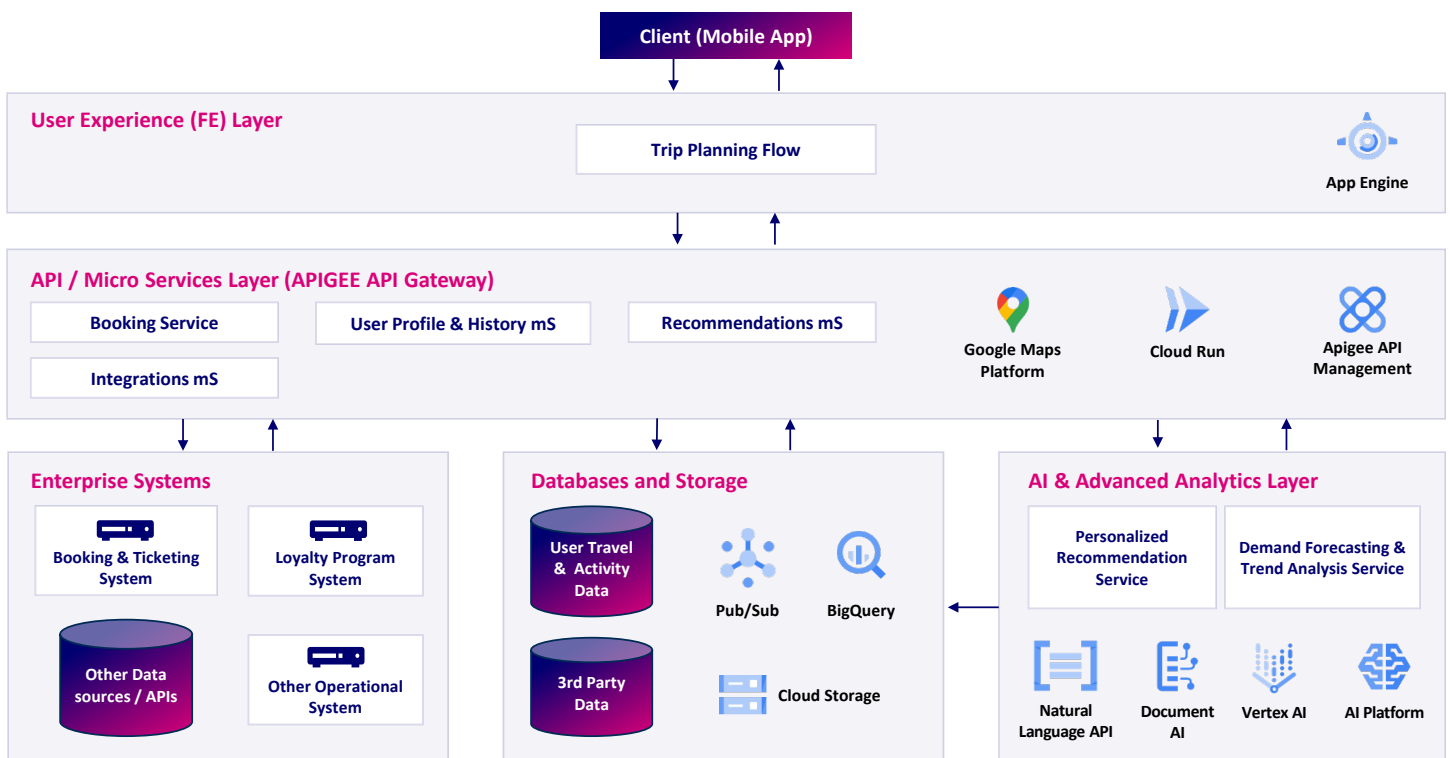 Client (Mobile App)
User Experience (FE) Layer
Trip Planning Flow
App Engine
API / Micro Services Layer (APIGEE API Gateway)
Booking Service
User Profile & History mS
Recommendations mS
Integrations mS
Google Maps
Platform
Cloud Run
Apigee API
Management
Enterprise Systems
Booking & Ticketing
System
Loyalty Program
System
Other Data
sources / APIs
Other Operational
System
Databases and Storage
User Travel
& Activity
Data
Pub/Sub
BigQuery
3rd Party
Data
Cloud Storage
AI & Advanced Analytics Layer
Personalized
Recommendation
Service
Demand Forecasting &
Trend Analysis Service
Natural
Language API
Document
AI
Vertex AI
AI Platform